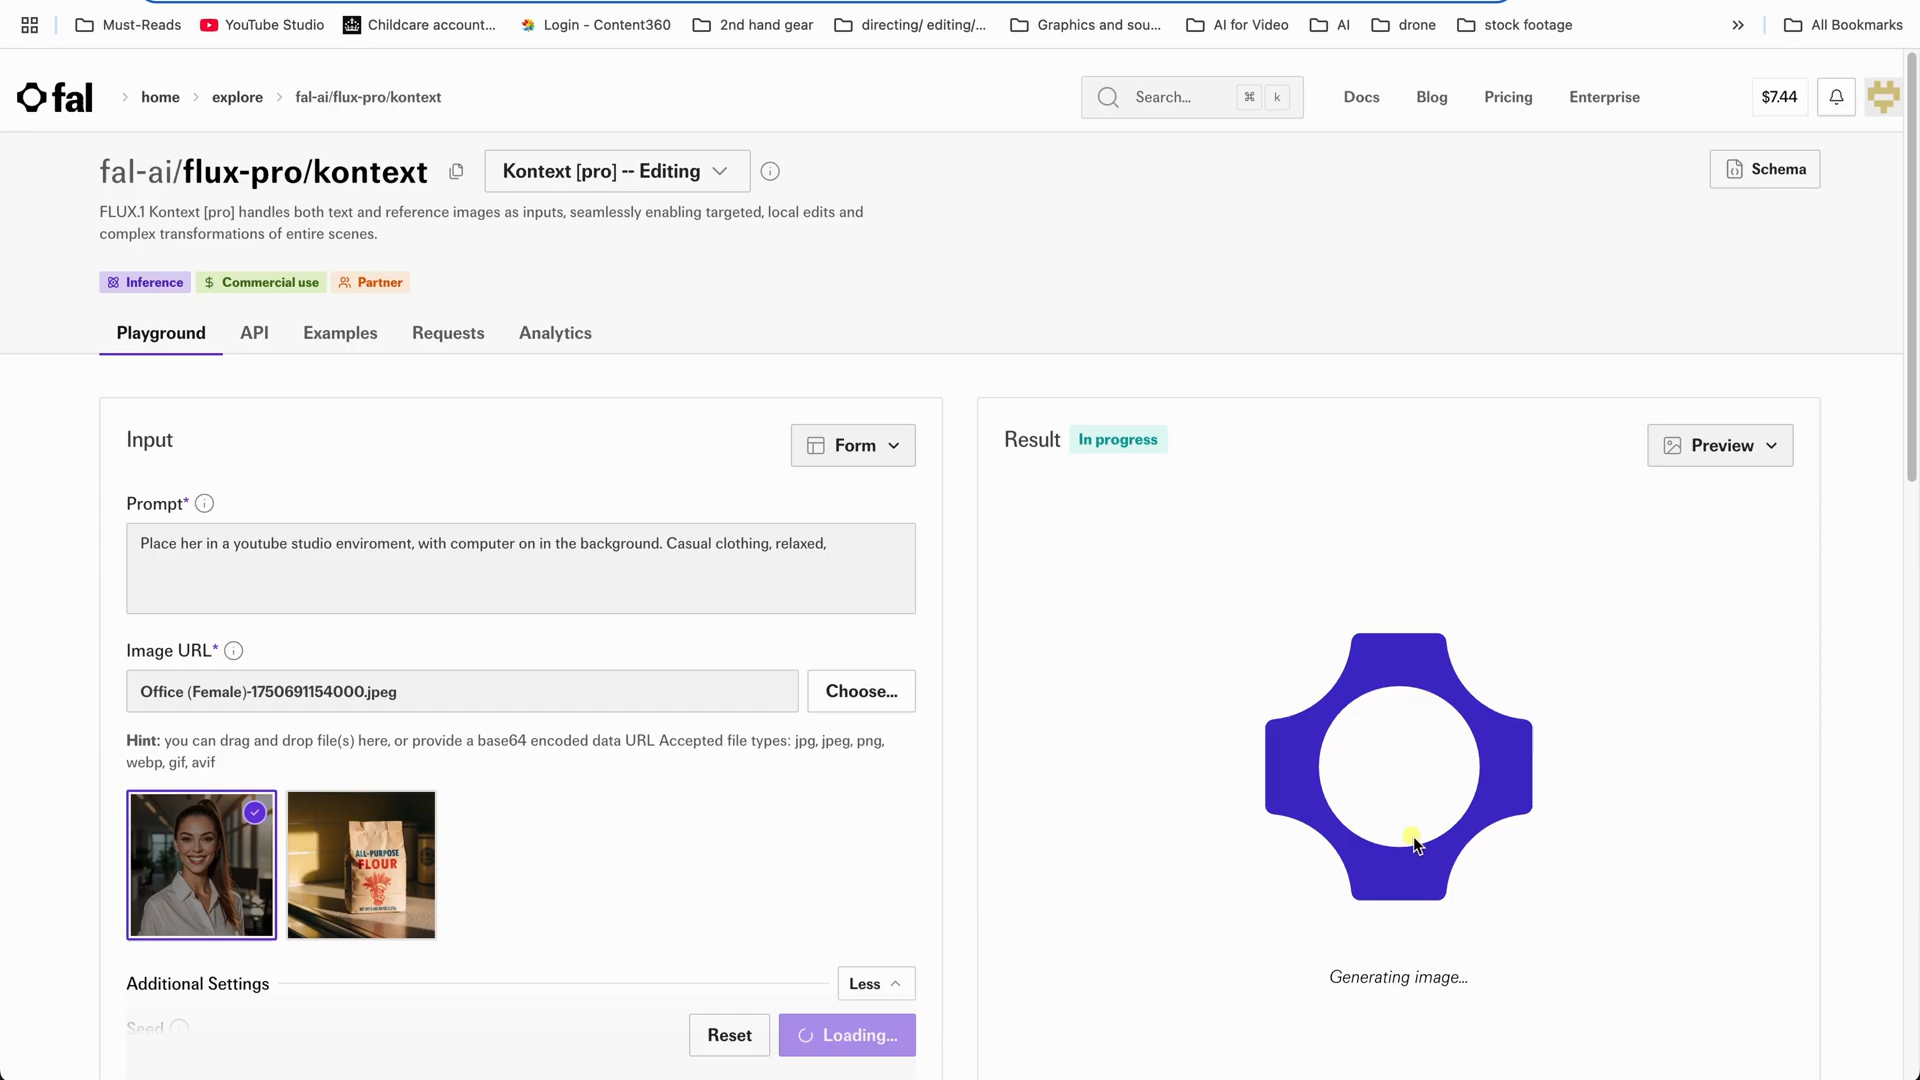 Must-Reads YouTube Studio Childcare account... Login - Content360 2nd hand gear directing/ editing/... Graphics and sou... AI for Video AI drone stock footage » All Bookmarks
fal home explore fal-ai/flux-pro/kontext Search... ⌘ k Docs Blog Pricing Enterprise $7.44
fal-ai/flux-pro/kontext Kontext [pro] -- Editing Schema
FLUX.1 Kontext [pro] handles both text and reference images as inputs, seamlessly enabling targeted, local edits and
complex transformations of entire scenes.
Inference Commercial use Partner
Playground API Examples Requests Analytics
Input Form
Prompt*
Place her in a youtube studio enviroment, with computer on in the background. Casual clothing, relaxed,
Image URL*
Office (Female)-1750691154000.jpeg Choose...
Hint: you can drag and drop file(s) here, or provide a base64 encoded data URL Accepted file types: jpg, jpeg, png,
webp, gif, avif
ALL-PURPOSE
FLOUR
Additional Settings Less
Seed
Reset Loading...
Result In progress Preview
Generating image...